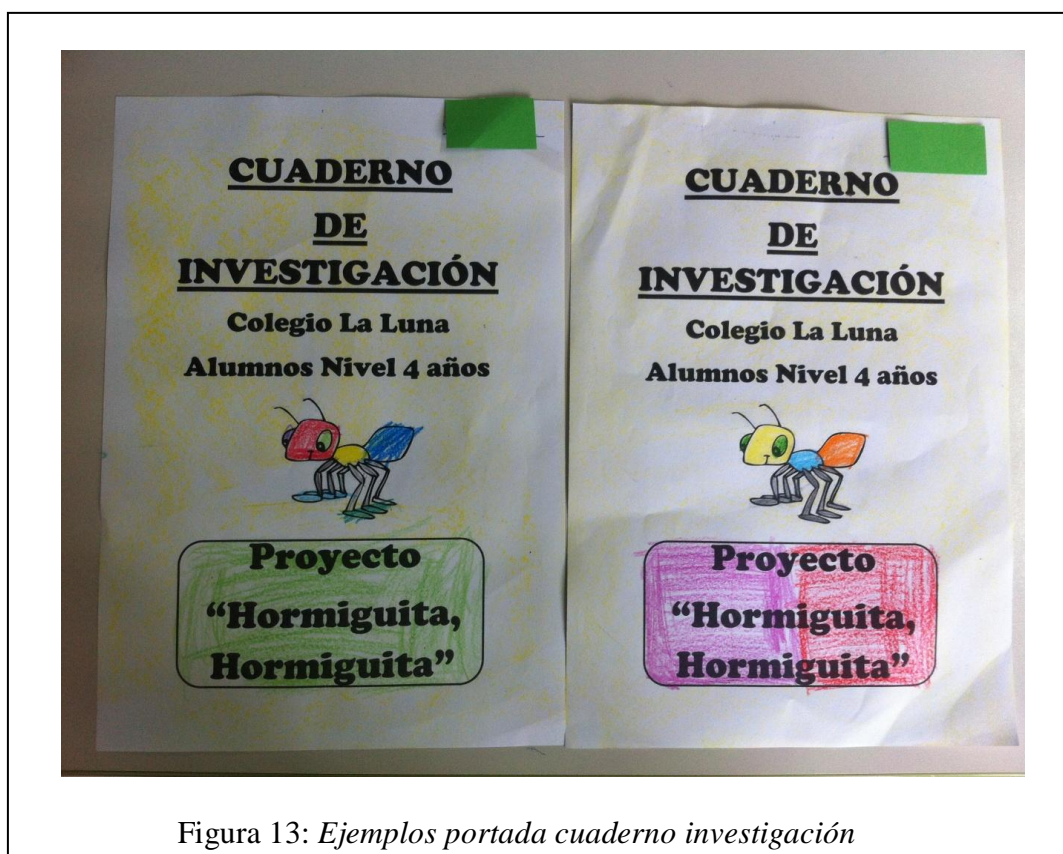 CUADERNO
DE
INVESTIGACIÓN
Colegio La Luna
Alumnos Nivel 4 años
Proyecto
“Hormiguita,
Hormiguita”
CUADERNO
DE
INVESTIGACIÓN
Colegio La Luna
Alumnos Nivel 4 años
Proyecto
“Hormiguita,
Hormiguita”
Figura 13: Ejemplos portada cuaderno investigación